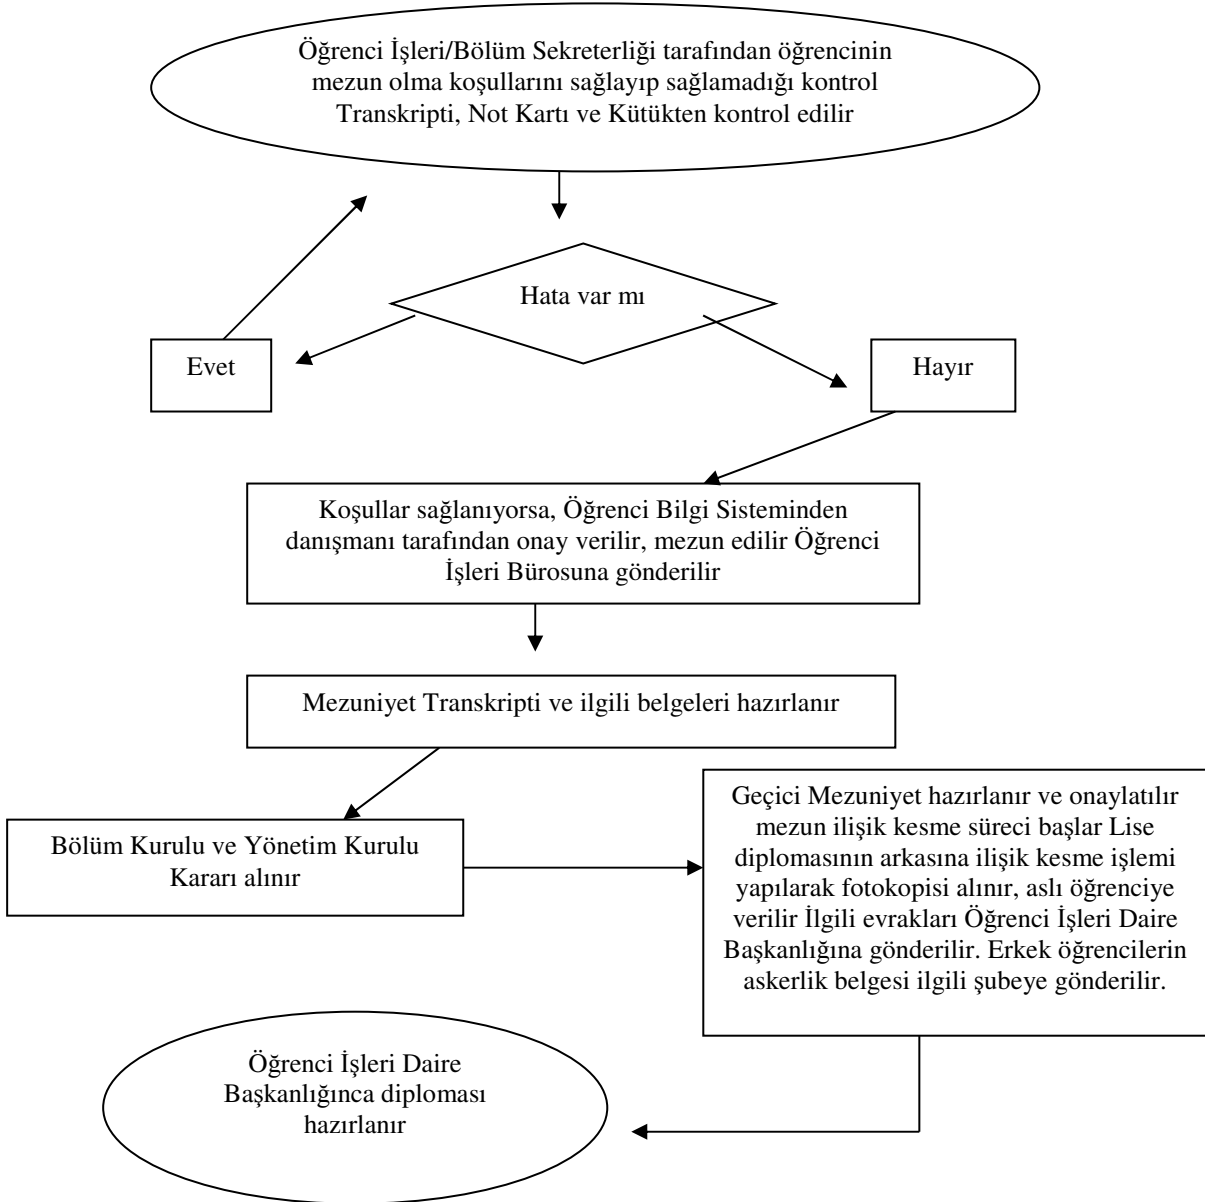 Öğrenci İşleri/Bölüm Sekreterliği tarafından öğrencinin
mezun olma koşullarını sağlayıp sağlamadığı kontrol
Transkripti, Not Kartı ve Kütükten kontrol edilir
Hata var mı
Evet
Hayır
Koşullar sağlanıyorsa, Öğrenci Bilgi Sisteminden
danışmanı tarafından onay verilir, mezun edilir Öğrenci
İşleri Bürosuna gönderilir
Mezuniyet Transkripti ve ilgili belgeleri hazırlanır
Bölüm Kurulu ve Yönetim Kurulu
Kararı alınır
Geçici Mezuniyet hazırlanır ve onaylatılır
mezun ilişik kesme süreci başlar Lise
diplomasının arkasına ilişik kesme işlemi
yapılarak fotokopisi alınır, aslı öğrenciye
verilir İlgili evrakları Öğrenci İşleri Daire
Başkanlığına gönderilir. Erkek öğrencilerin
askerlik belgesi ilgili şubeye gönderilir.
Öğrenci İşleri Daire
Başkanlığınca diploması
hazırlanır